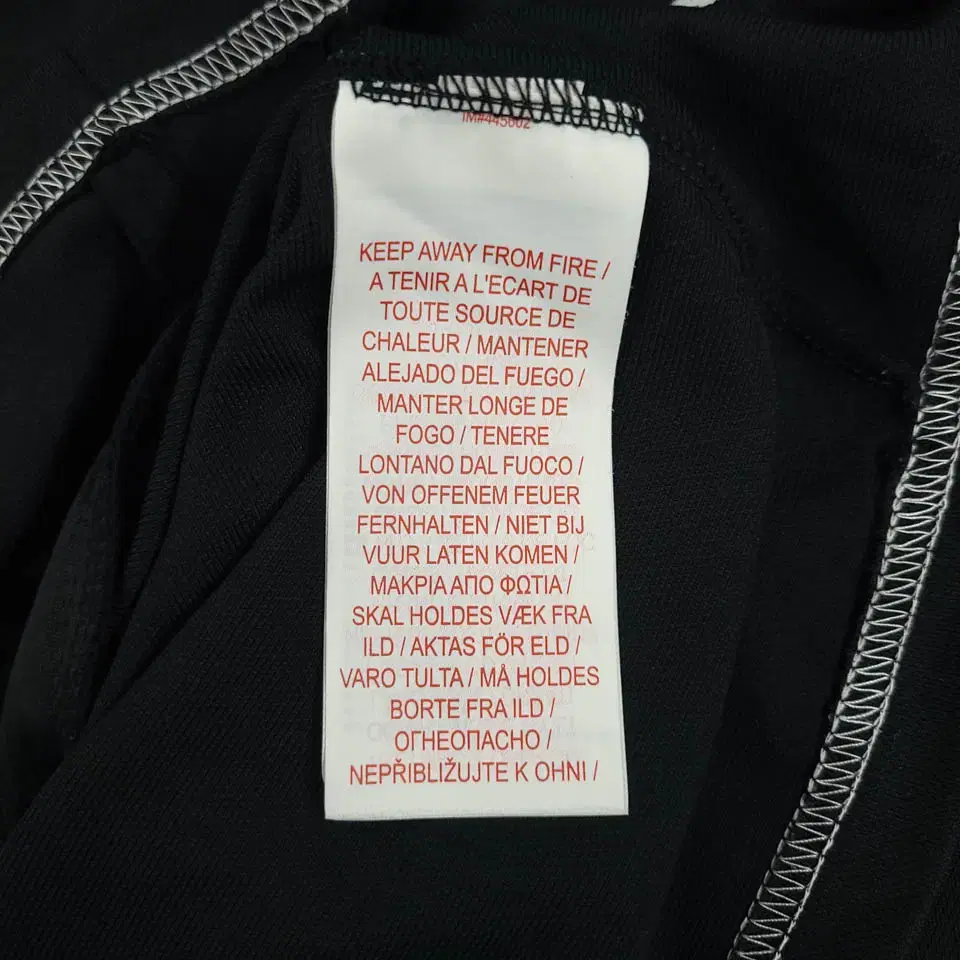 IM#445602
KEEP AWAY FROM FIRE /
A TENIR A L'ECART DE
TOUTE SOURCE DE
CHALEUR / MANTENER
ALEJADO DEL FUEGO /
MANTER LONGE DE
FOGO / TENERE
LONTANO DAL FUOCO /
VON OFFENEM FEUER
FERNHALTEN / NIET BIJ
VUUR LATEN KOMEN /
ΜΑΚΡΙΑ ΑΠΟ ΦΩΤΙΑ /
SKAL HOLDES VÆK FRA
ILD / AKTAS FÖR ELD /
VARO TULTA / MÅ HOLDES
BORTE FRA ILD /
ОГНЕОПАСНО /
NEPŘIBLIŽUJTE K OHNI /